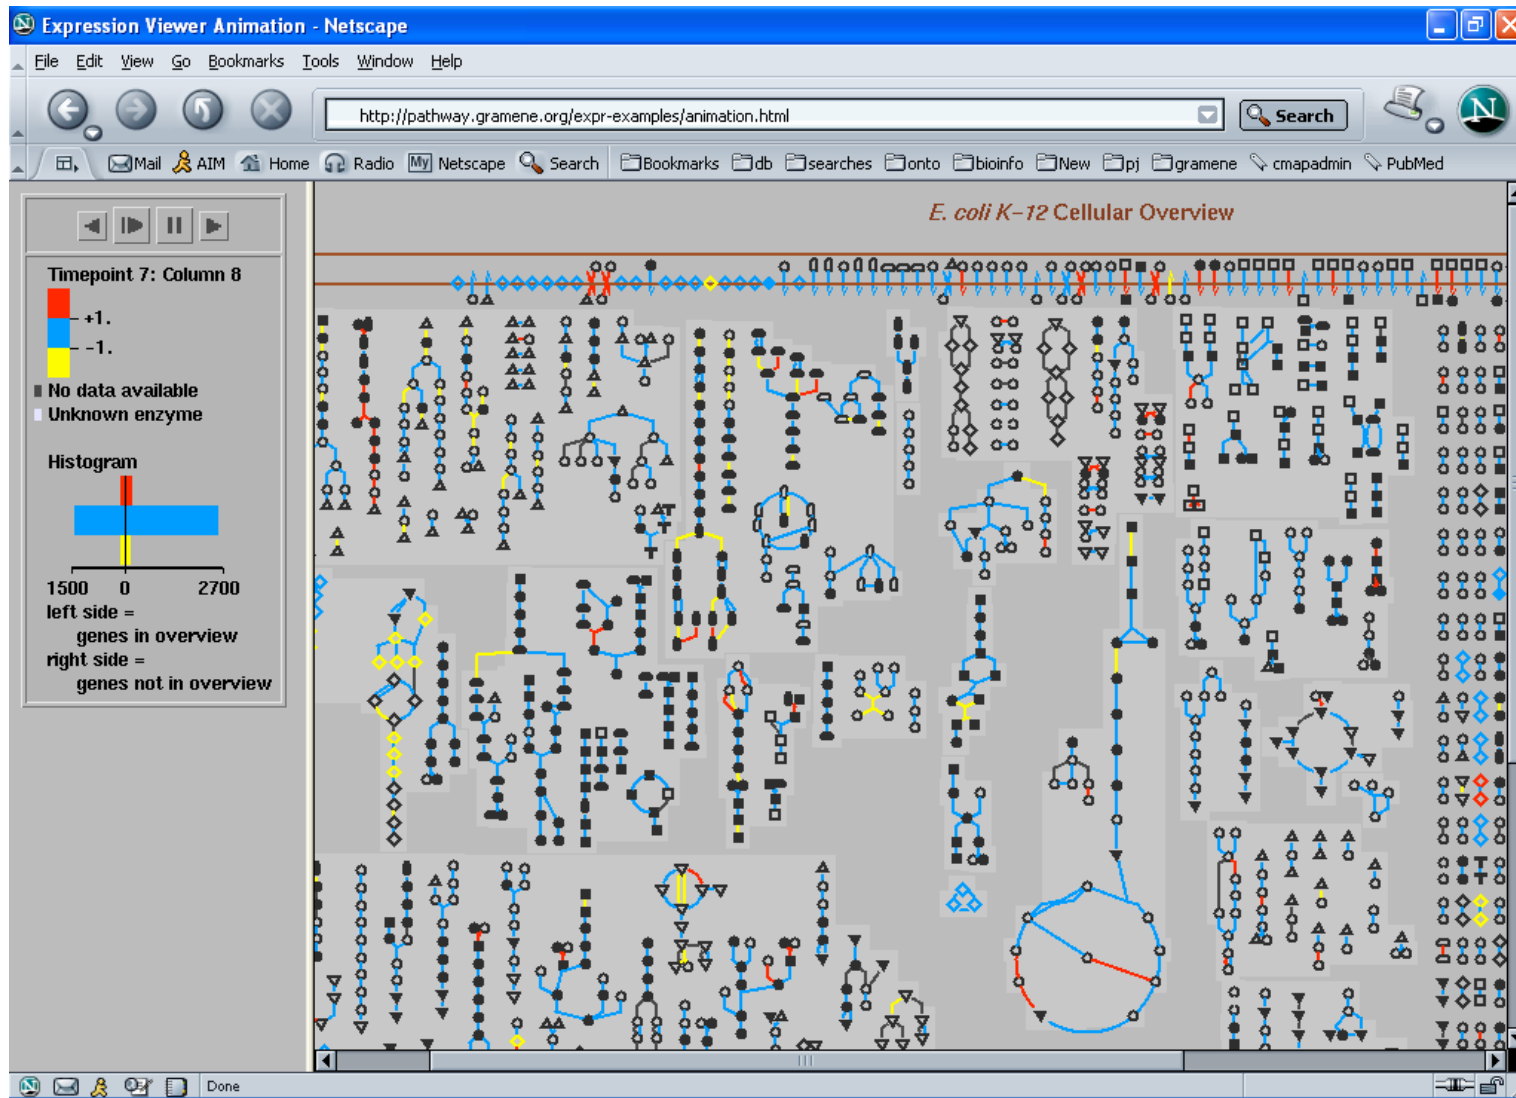 Expression Viewer Animation - Netscape
File Edit View Go Bookmarks Tools Window Help
http://pathway.gramene.org/expr-examples/animation.html
Search
N
Mail AIM Home Radio My Netscape Search Bookmarks db searches onto bioinfo New pj gramene cmapadmin PubMed
E. coli K-12 Cellular Overview
Timepoint 7: Column 8
+1.
-1.
No data available
Unknown enzyme
Histogram
1500 0 2700
left side =
genes in overview
right side =
genes not in overview
Done